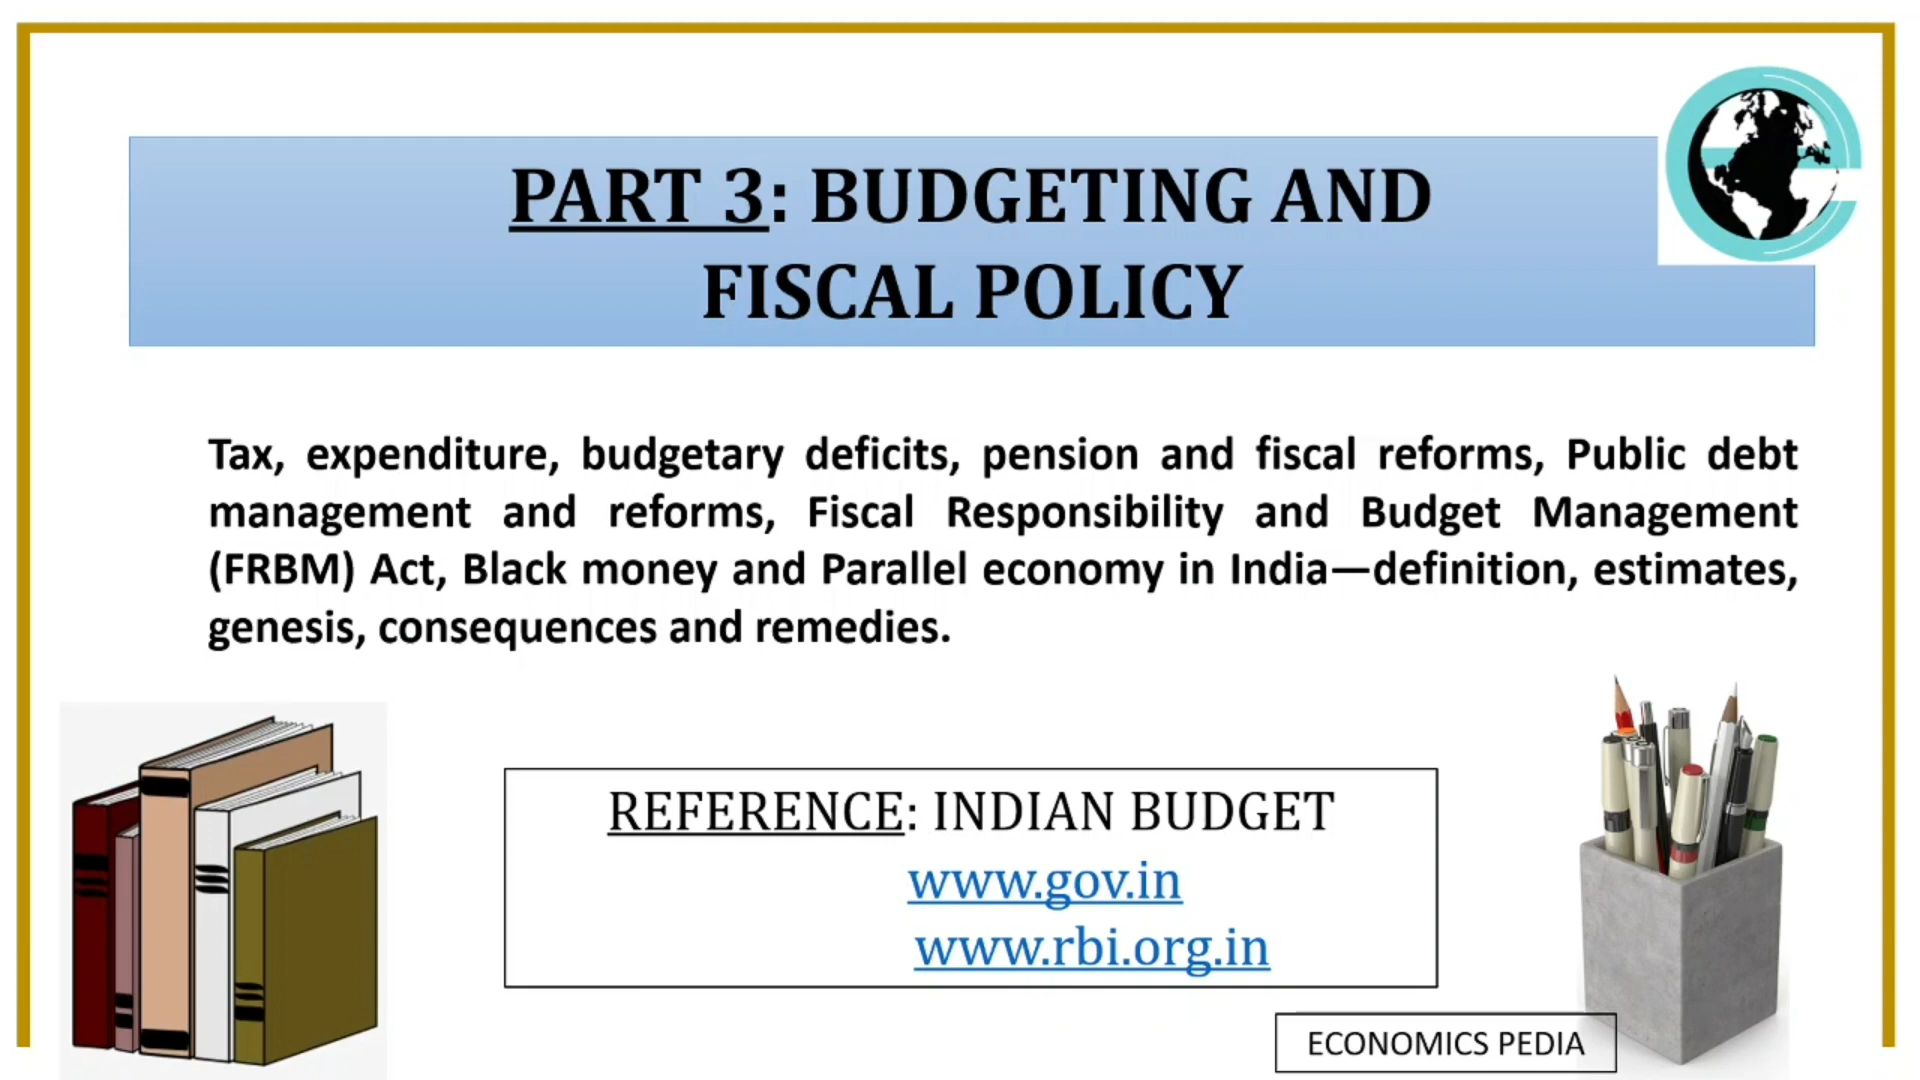 PART 3: BUDGETING AND
FISCAL POLICY
Tax, expenditure, budgetary deficits, pension and fiscal reforms, Public debt
management and reforms, Fiscal Responsibility and Budget Management
(FRBM) Act, Black money and Parallel economy in India—definition, estimates,
genesis, consequences and remedies.
REFERENCE: INDIAN BUDGET
www.gov.in
www.rbi.org.in
ECONOMICS PEDIA